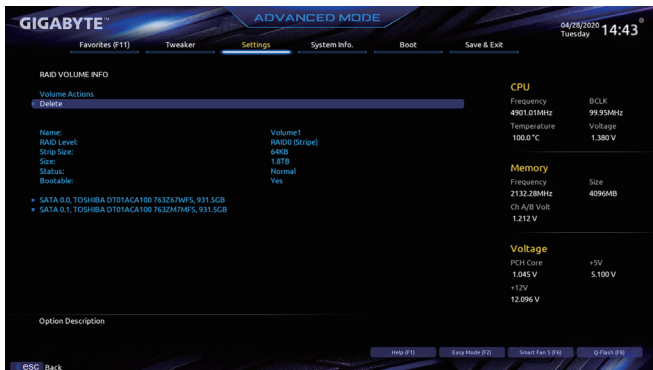 GIGABYTE™
ADVANCED MODE
04/28/2020
Tuesday
14:43
Favorites (F11) Tweaker Settings System Info. Boot Save & Exit
RAID VOLUME INFO
Volume Actions
Delete
Name: Volume1
RAID Level: RAID0 (Stripe)
Strip Size: 64KB
Size: 1.8TB
Status: Normal
Bootable: Yes
SATA 0.0, TOSHIBA DT01ACA100 763Z67WFS, 931.5GB
SATA 0.1, TOSHIBA DT01ACA100 763ZM7MFS, 931.5GB
CPU
Frequency BCLK
4901.01MHz 99.95MHz
Temperature Voltage
100.0 °C 1.380 V
Memory
Frequency Size
2132.28MHz 4096MB
Ch A/B Volt
1.212 V
Voltage
PCH Core +5V
1.045 V 5.100 V
+12V
12.096 V
Option Description
Help (F1) Easy Mode (F2) Smart Fan 5 (F6) Q-Flash (F8)
esc Back